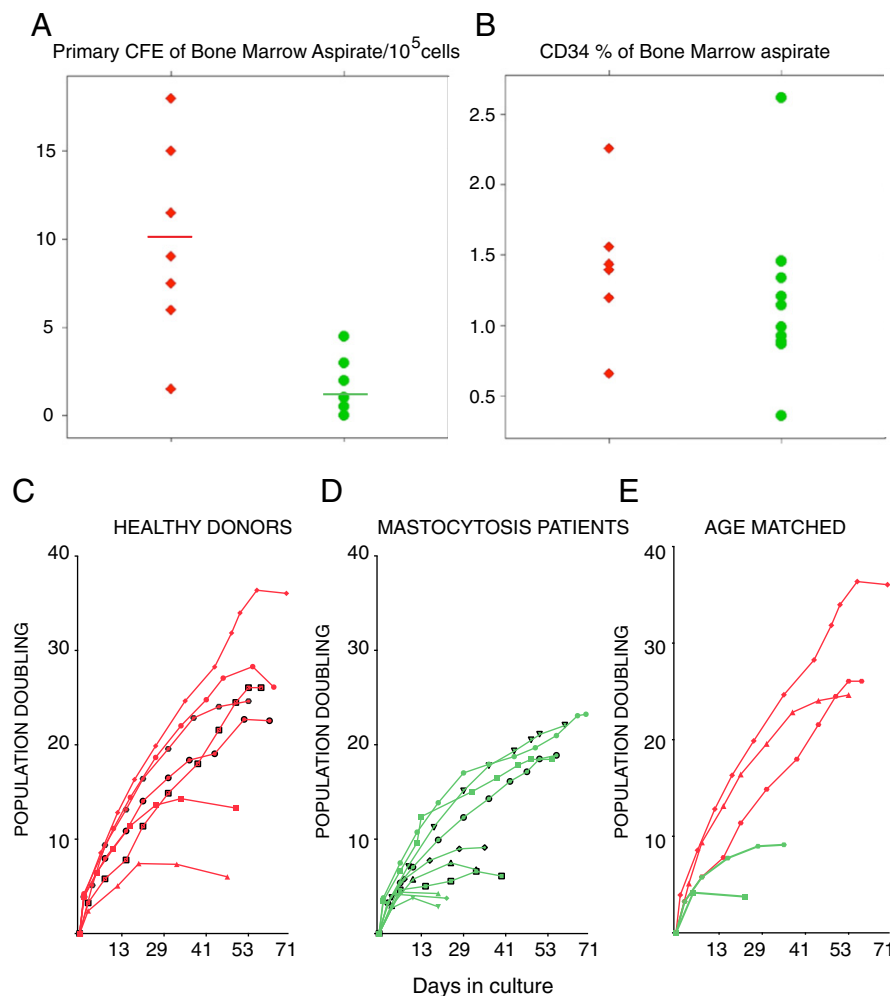 A
Primary CFE of Bone Marrow Aspirate/10⁵cells
15
10
5
0
B
CD34 % of Bone Marrow aspirate
2.5
2.0
1.5
1.0
0.5
C
HEALTHY DONORS
POPULATION DOUBLING
40
30
20
10
13 29 41 53 71
D
MASTOCYTOSIS PATIENTS
POPULATION DOUBLING
40
30
20
10
13 29 41 53 71
Days in culture
E
AGE MATCHED
POPULATION DOUBLING
40
30
20
10
13 29 41 53 71